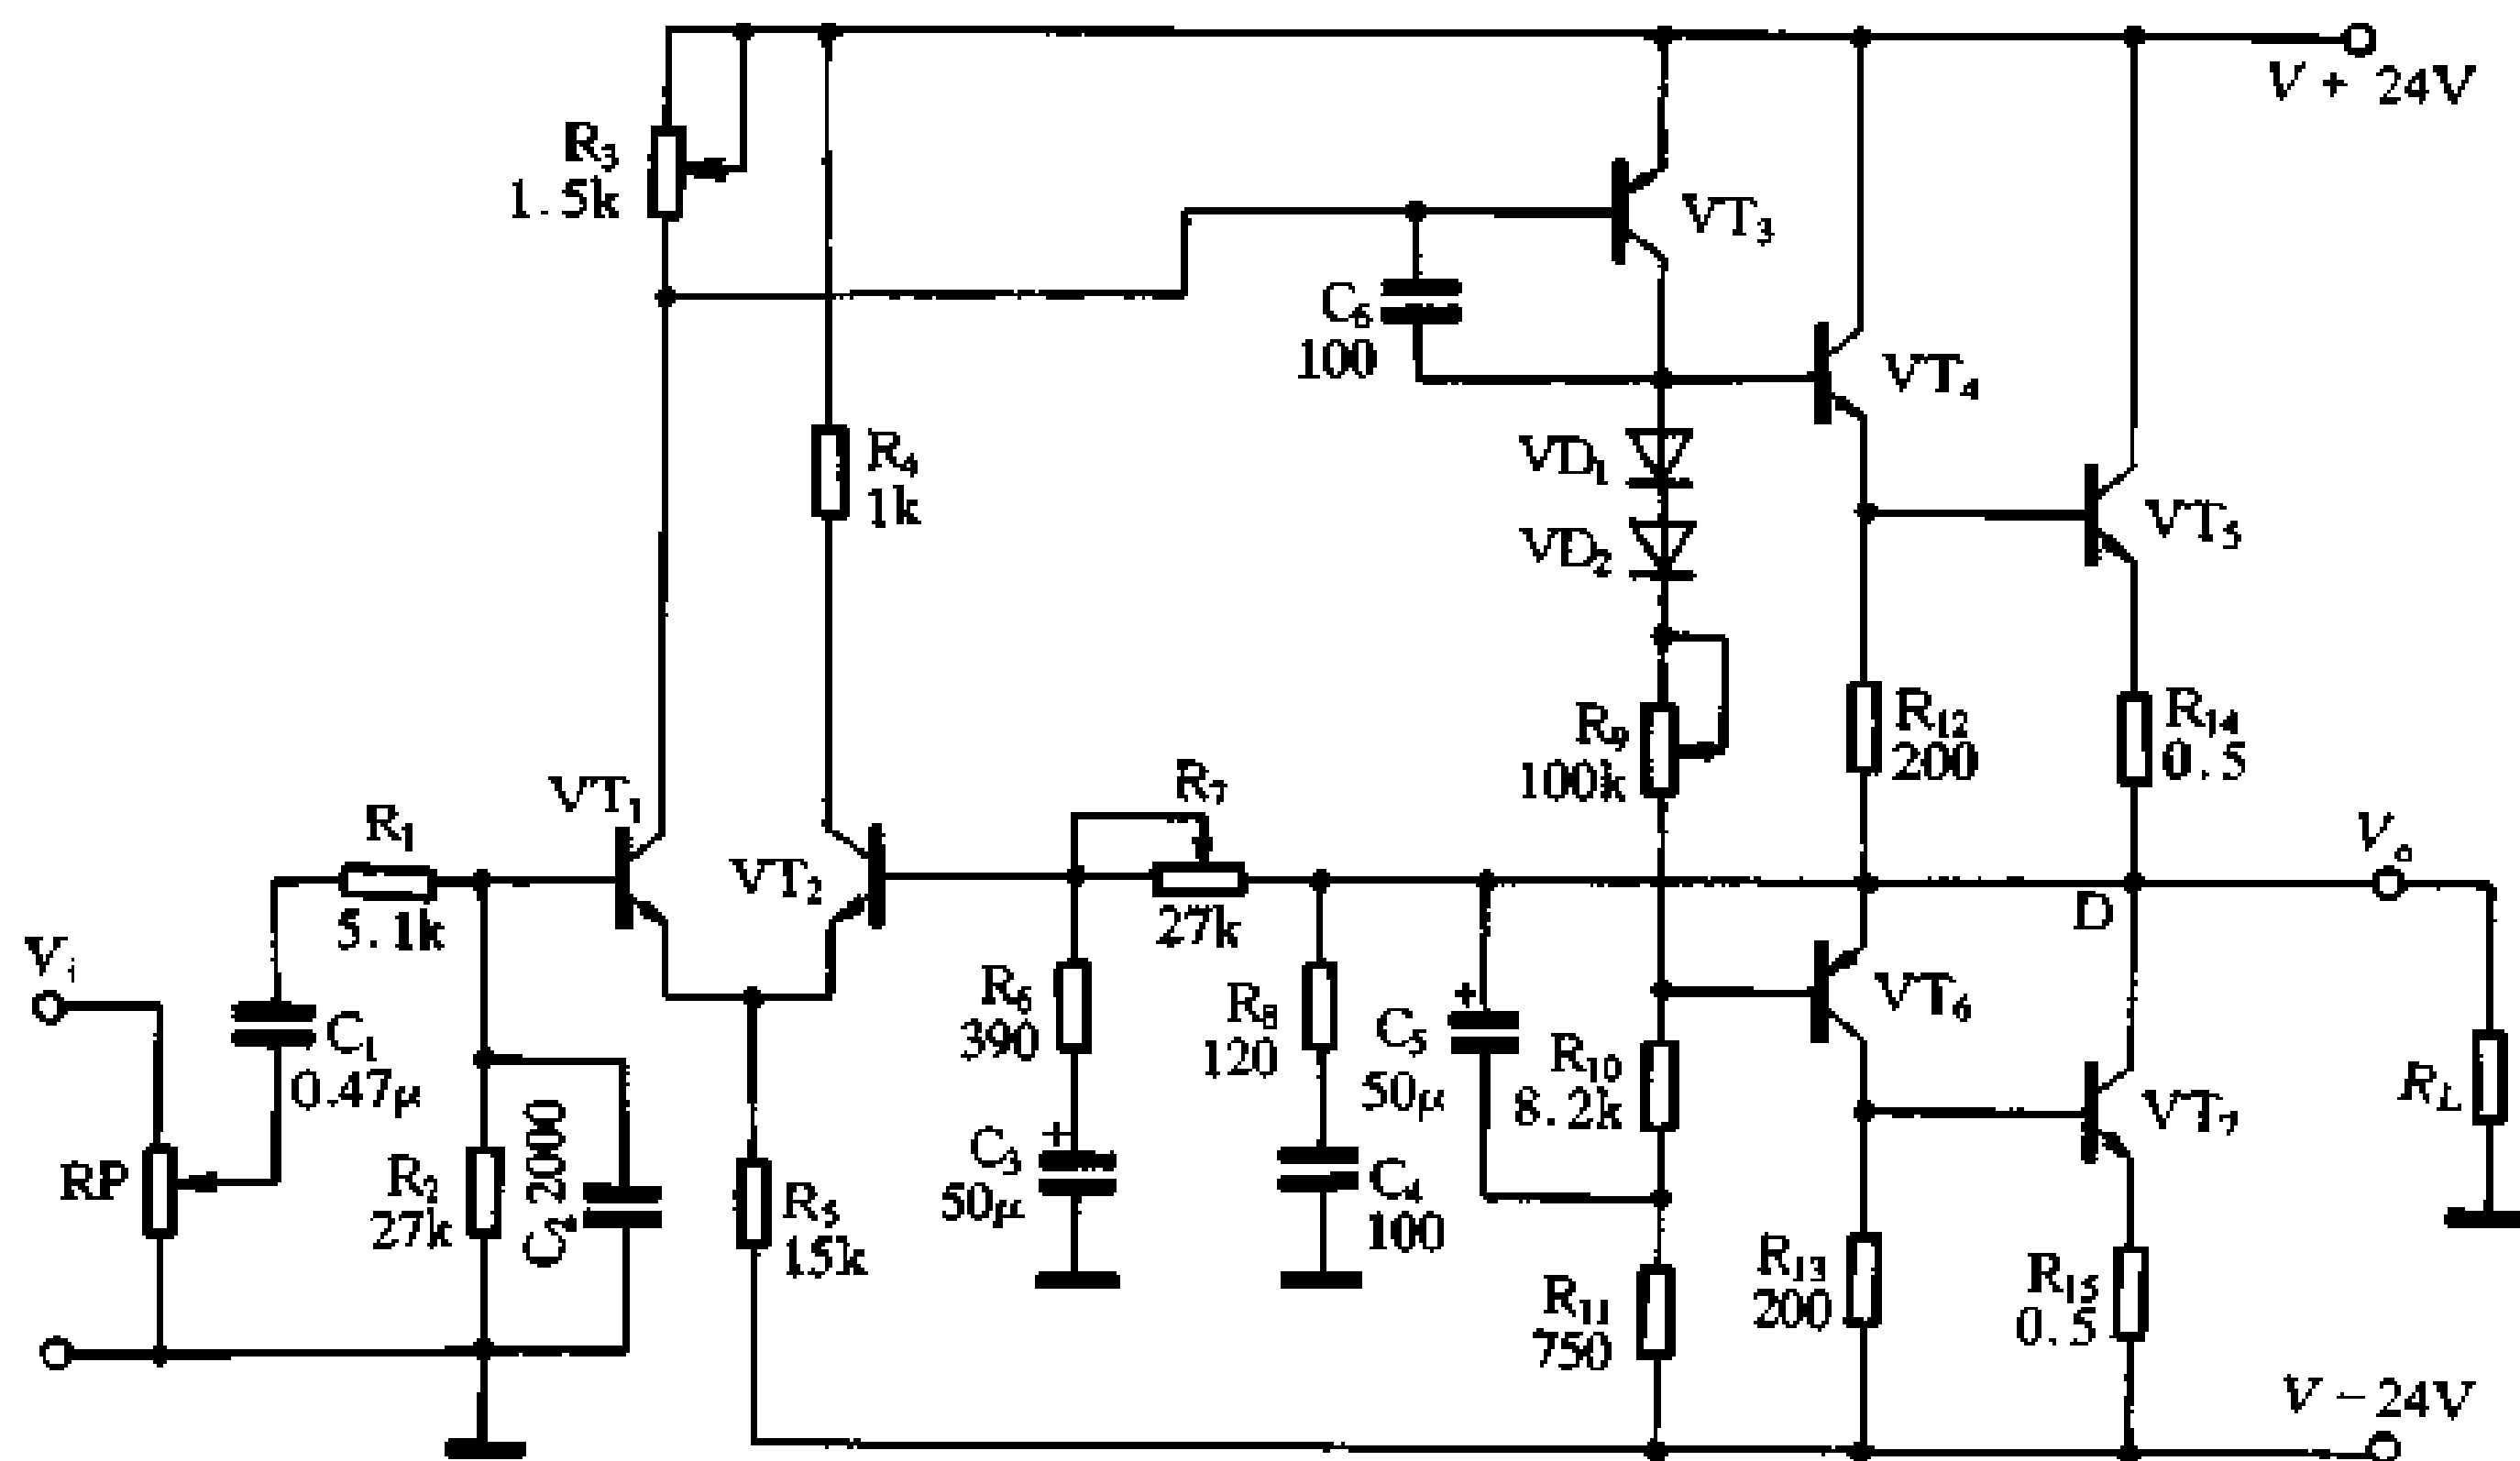 V + 24V
R3
1.5k
VT3
C6
100
VT4
R4
1k
VD1
VD2
VT5
R9
100k
R12
200
R14
0.5
R7
VT1
R1
5.1k
VT2
27k
Vo
D
Vi
C1
0.47μ
R6
390
R8
120
C5
50μ
+
R10
8.2k
VT6
VT7
RL
RP
R2
27k
C2 2000
R5
15k
C3
50μ
+
C4
100
R11
750
R13
200
R15
0.5
V − 24V